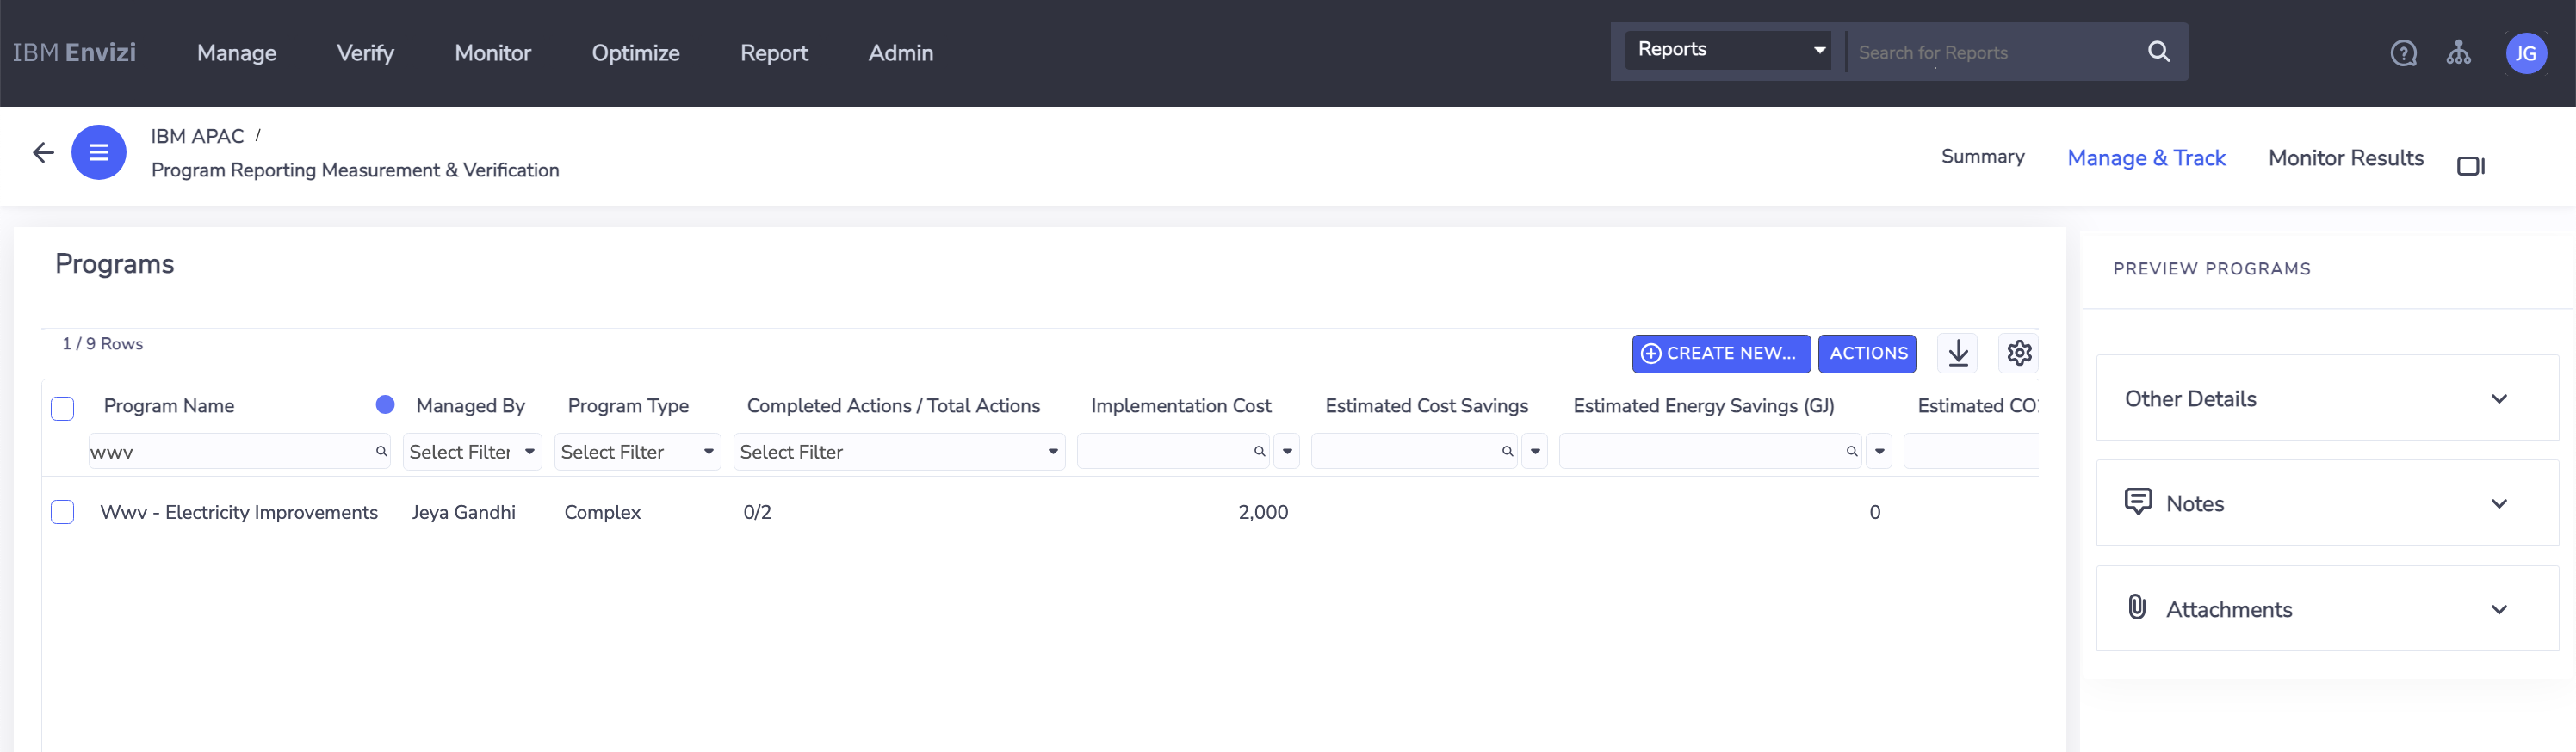 IBM Envizi
Manage Verify Monitor Optimize Report Admin
Reports
Search for Reports
JG
IBM APAC /
Program Reporting Measurement & Verification
Summary Manage & Track Monitor Results
Programs
1 / 9 Rows
CREATE NEW... ACTIONS
Program Name Managed By Program Type Completed Actions / Total Actions Implementation Cost Estimated Cost Savings Estimated Energy Savings (GJ) Estimated CO
wwv Select Filter Select Filter Select Filter
Wwv - Electricity Improvements Jeya Gandhi Complex 0/2 2,000 0
PREVIEW PROGRAMS
Other Details
Notes
Attachments